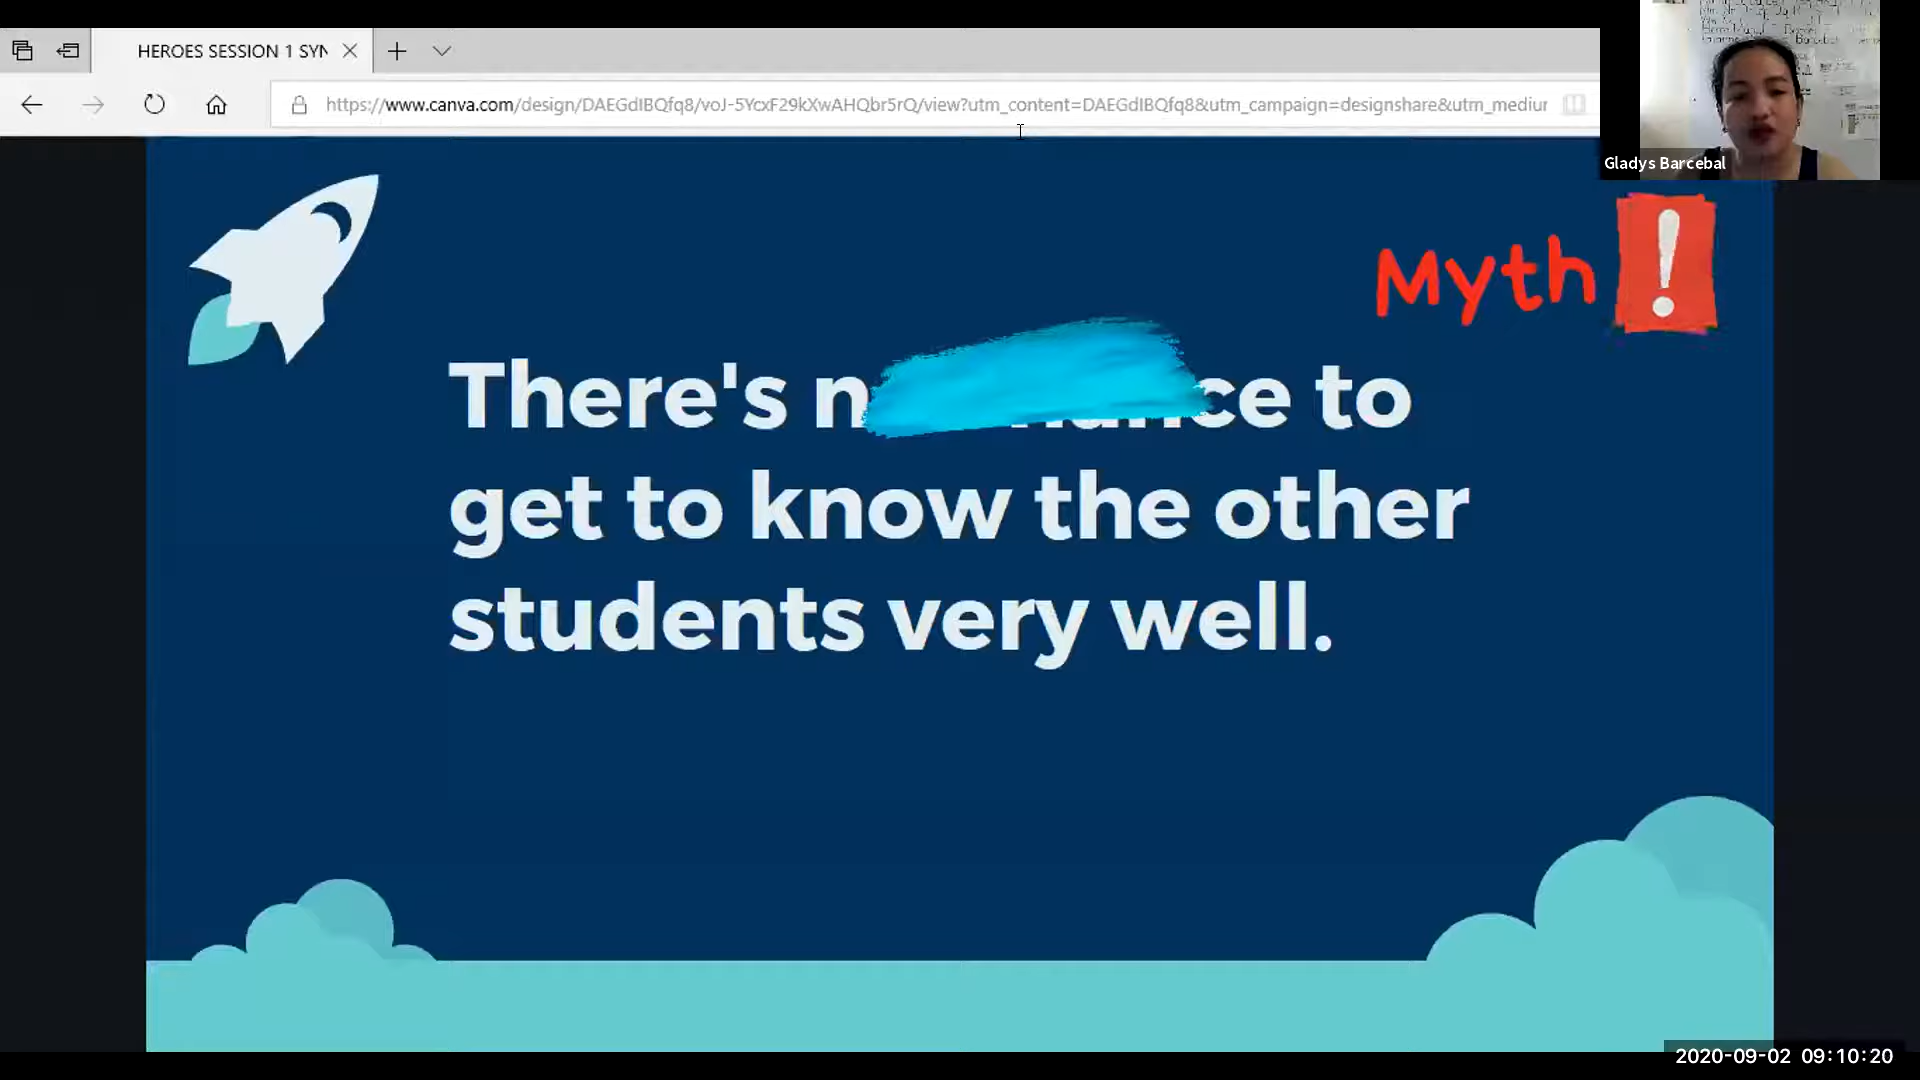 HEROES SESSION 1 SYN
https://www.canva.com/design/DAEGdIBQfq8/voJ-5YcxF29kXwAHQbr5rQ/view?utm_content=DAEGdIBQfq8&utm_campaign=designshare&utm_mediur
Gladys Barcebal
Myth!
There's to
get to know the other
students very well.
2020-09-02 09:10:20